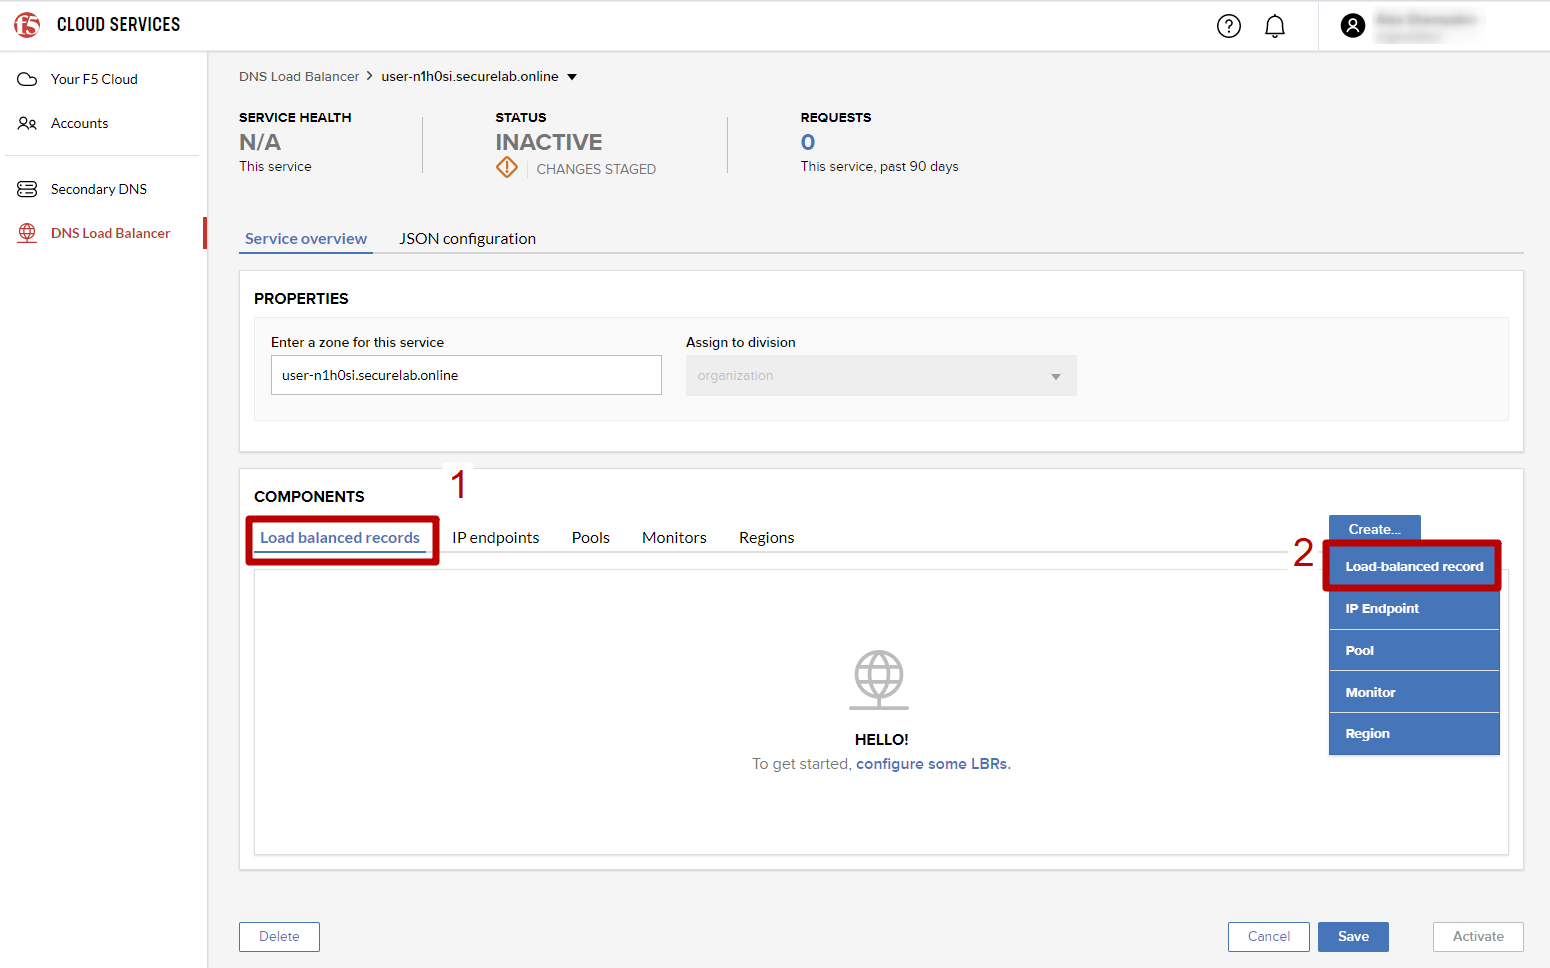 f5 CLOUD SERVICES
Your F5 Cloud
Accounts
Secondary DNS
DNS Load Balancer
DNS Load Balancer > user-n1h0si.securelab.online
SERVICE HEALTH
N/A
This service
STATUS
INACTIVE
CHANGES STAGED
REQUESTS
0
This service, past 90 days
Service overview JSON configuration
PROPERTIES
Enter a zone for this service
user-n1h0si.securelab.online
Assign to division
organization
COMPONENTS
1
Load balanced records IP endpoints Pools Monitors Regions
Create...
2
Load-balanced record
IP Endpoint
Pool
Monitor
Region
HELLO!
To get started, configure some LBRs.
Delete Cancel Save Activate